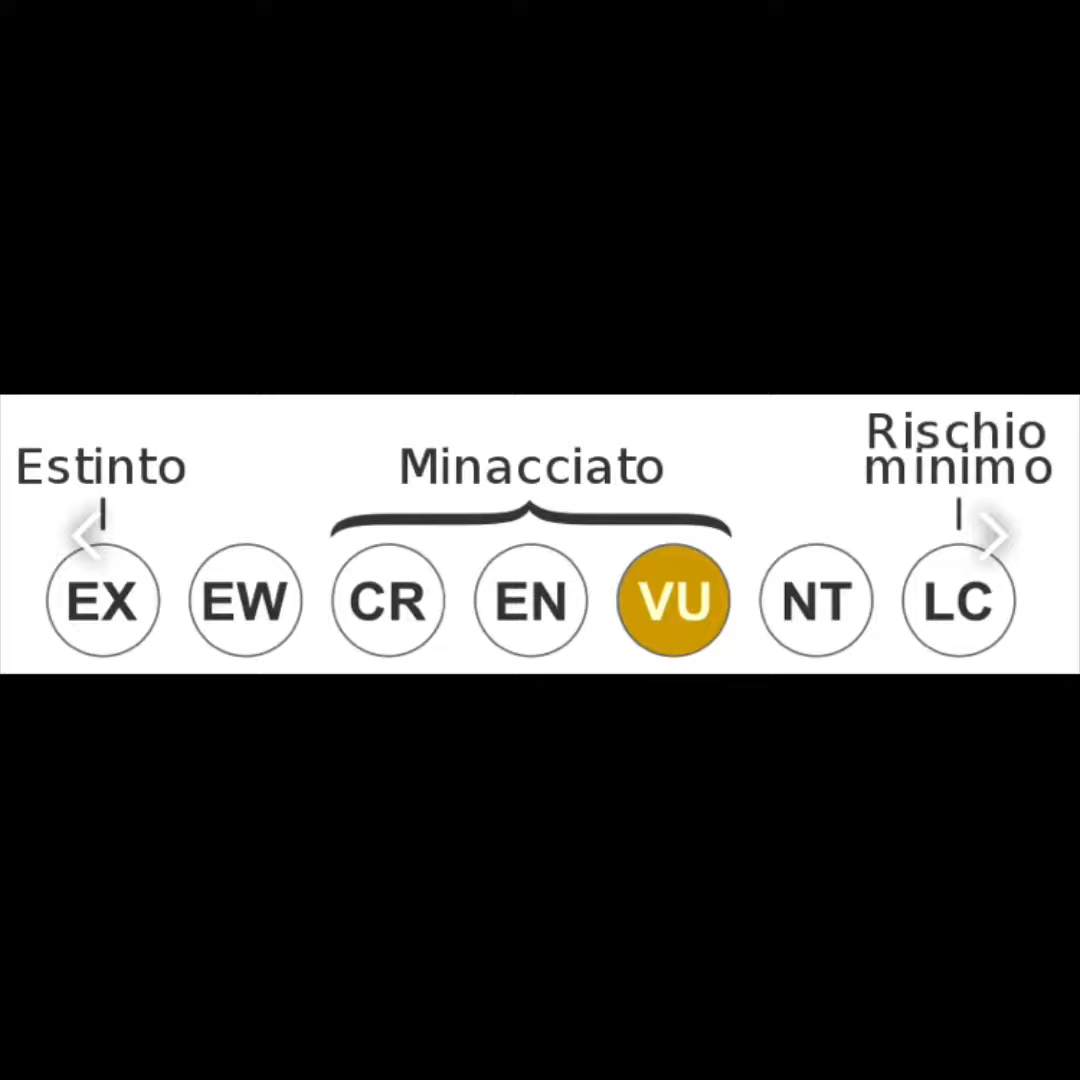 Estinto
Minacciato
Rischio
minimo
EX EW CR EN VU NT LC